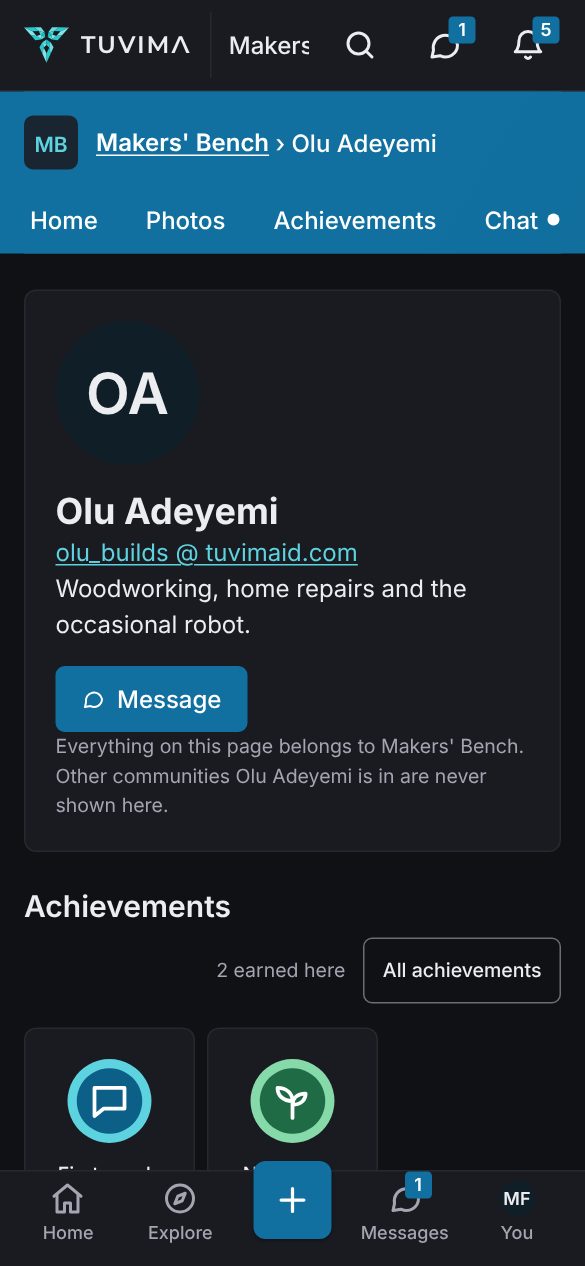 TUVIMA
Makers
1
5
MB
Makers' Bench › Olu Adeyemi
Home
Photos
Achievements
Chat
OA
Olu Adeyemi
olu_builds @ tuvimaid.com
Woodworking, home repairs and the
occasional robot.
Message
Everything on this page belongs to Makers' Bench.
Other communities Olu Adeyemi is in are never
shown here.
Achievements
2 earned here
All achievements
Home
Explore
1
Messages
MF
You